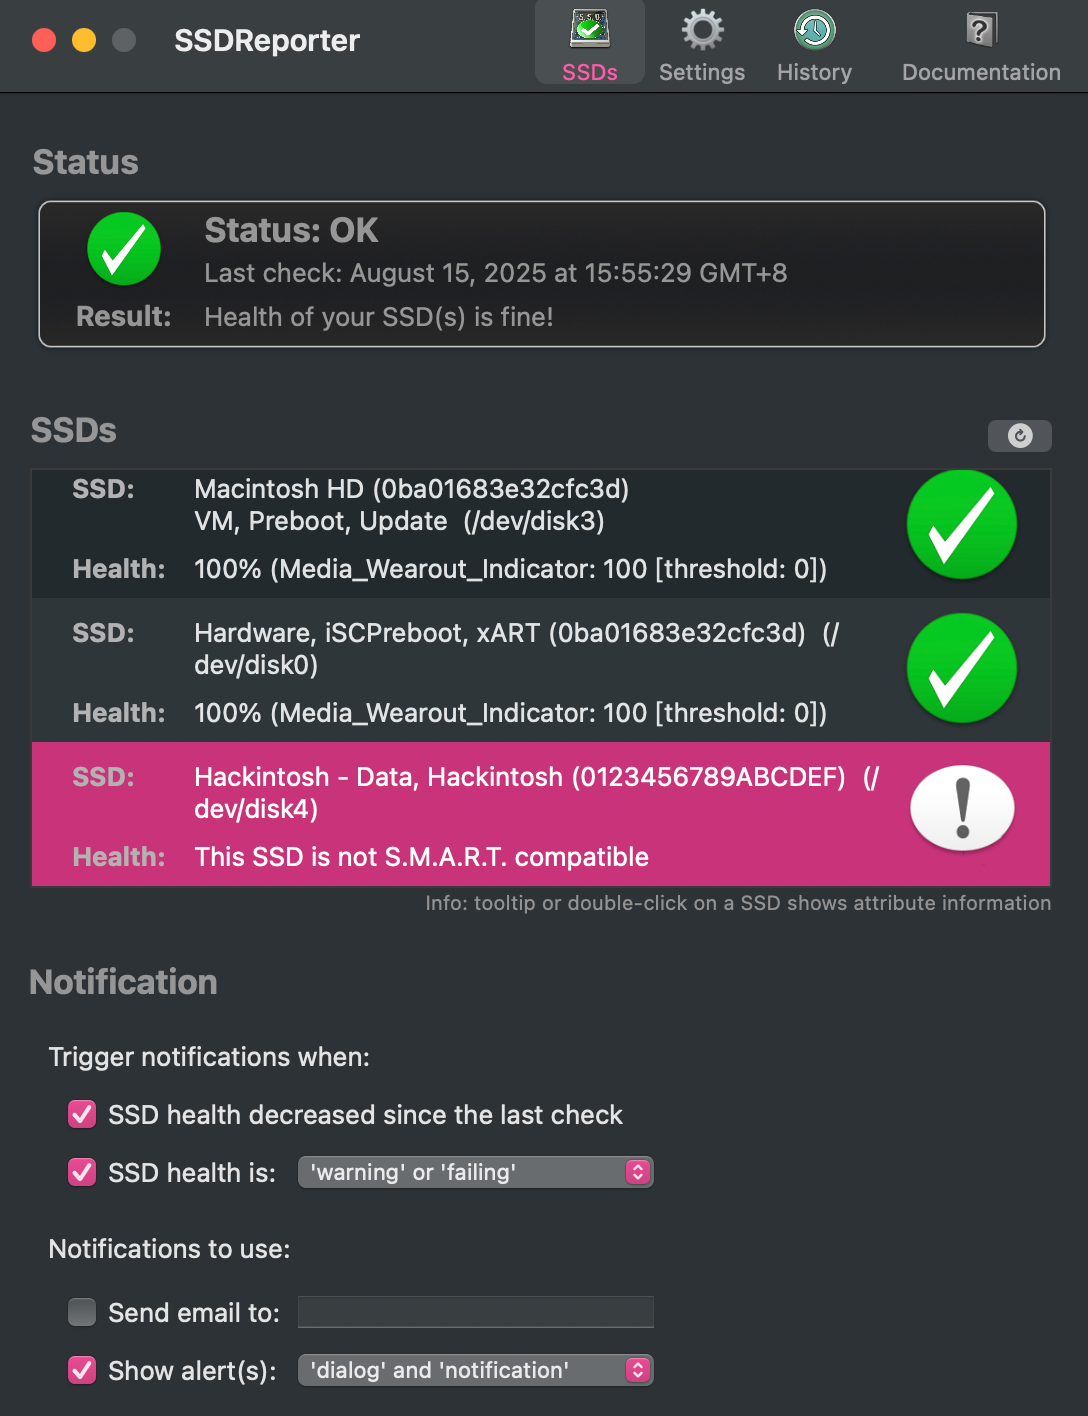 SSDReporter
SSDs
Settings
History
Documentation
Status
Status: OK
Last check: August 15, 2025 at 15:55:29 GMT+8
Result: Health of your SSD(s) is fine!
SSDs
SSD: Macintosh HD (0ba01683e32cfc3d)
VM, Preboot, Update (/dev/disk3)
Health: 100% (Media_Wearout_Indicator: 100 [threshold: 0])
SSD: Hardware, iSCPreboot, xART (0ba01683e32cfc3d) (/
dev/disk0)
Health: 100% (Media_Wearout_Indicator: 100 [threshold: 0])
SSD: Hackintosh - Data, Hackintosh (0123456789ABCDEF) (/
dev/disk4)
Health: This SSD is not S.M.A.R.T. compatible
Info: tooltip or double-click on a SSD shows attribute information
Notification
Trigger notifications when:
SSD health decreased since the last check
SSD health is: 'warning' or 'failing'
Notifications to use:
Send email to:
Show alert(s): 'dialog' and 'notification'